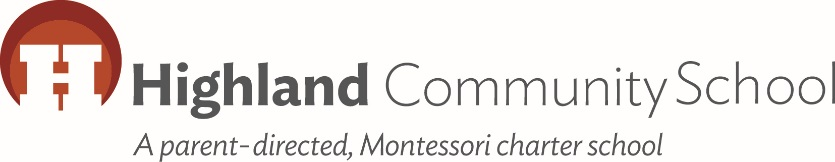 H Highland Community School
A parent-directed, Montessori charter school